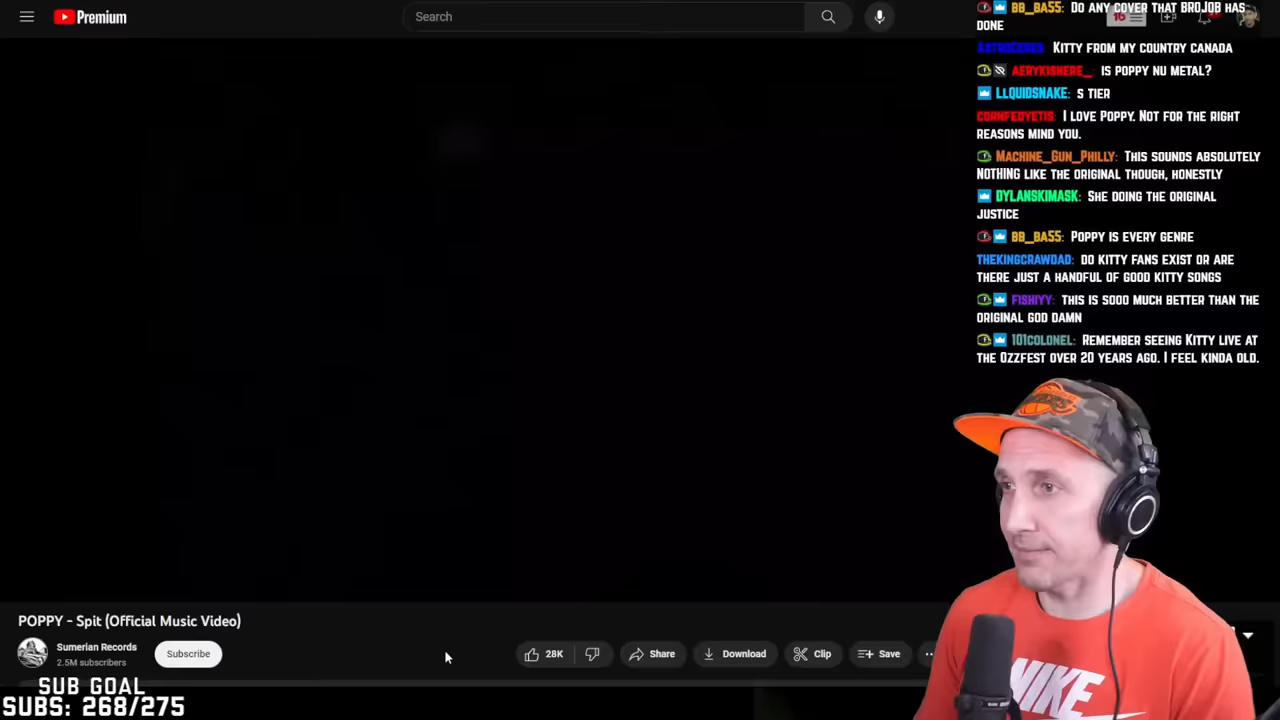 Premium
Search
16
BB_BA55: DO ANY COVER THAT BROJOB HAS
DONE
KITTY FROM MY COUNTRY CANADA
AERYKISHERE_: IS POPPY NU METAL?
LLQUIDSNAKE: S TIER
CORNFEDYETIS: I LOVE POPPY. NOT FOR THE RIGHT
REASONS MIND YOU.
MACHINE_GUN_PHILLY: THIS SOUNDS ABSOLUTELY
NOTHING LIKE THE ORIGINAL THOUGH, HONESTLY
DYLANSKIMASK: SHE DOING THE ORIGINAL
JUSTICE
BB_BA55: POPPY IS EVERY GENRE
THEKINGCRAWDAD: DO KITTY FANS EXIST OR ARE
THERE JUST A HANDFUL OF GOOD KITTY SONGS
FISHIYY: THIS IS SOOO MUCH BETTER THAN THE
ORIGINAL GOD DAMN
101COLONEL: REMEMBER SEEING KITTY LIVE AT
THE OZZFEST OVER 20 YEARS AGO. I FEEL KINDA OLD.
POPPY - Spit (Official Music Video)
Sumerian Records
2.5M subscribers
Subscribe
28K
Share
Download
Clip
Save
SUB GOAL
SUBS: 268/275
NIKE